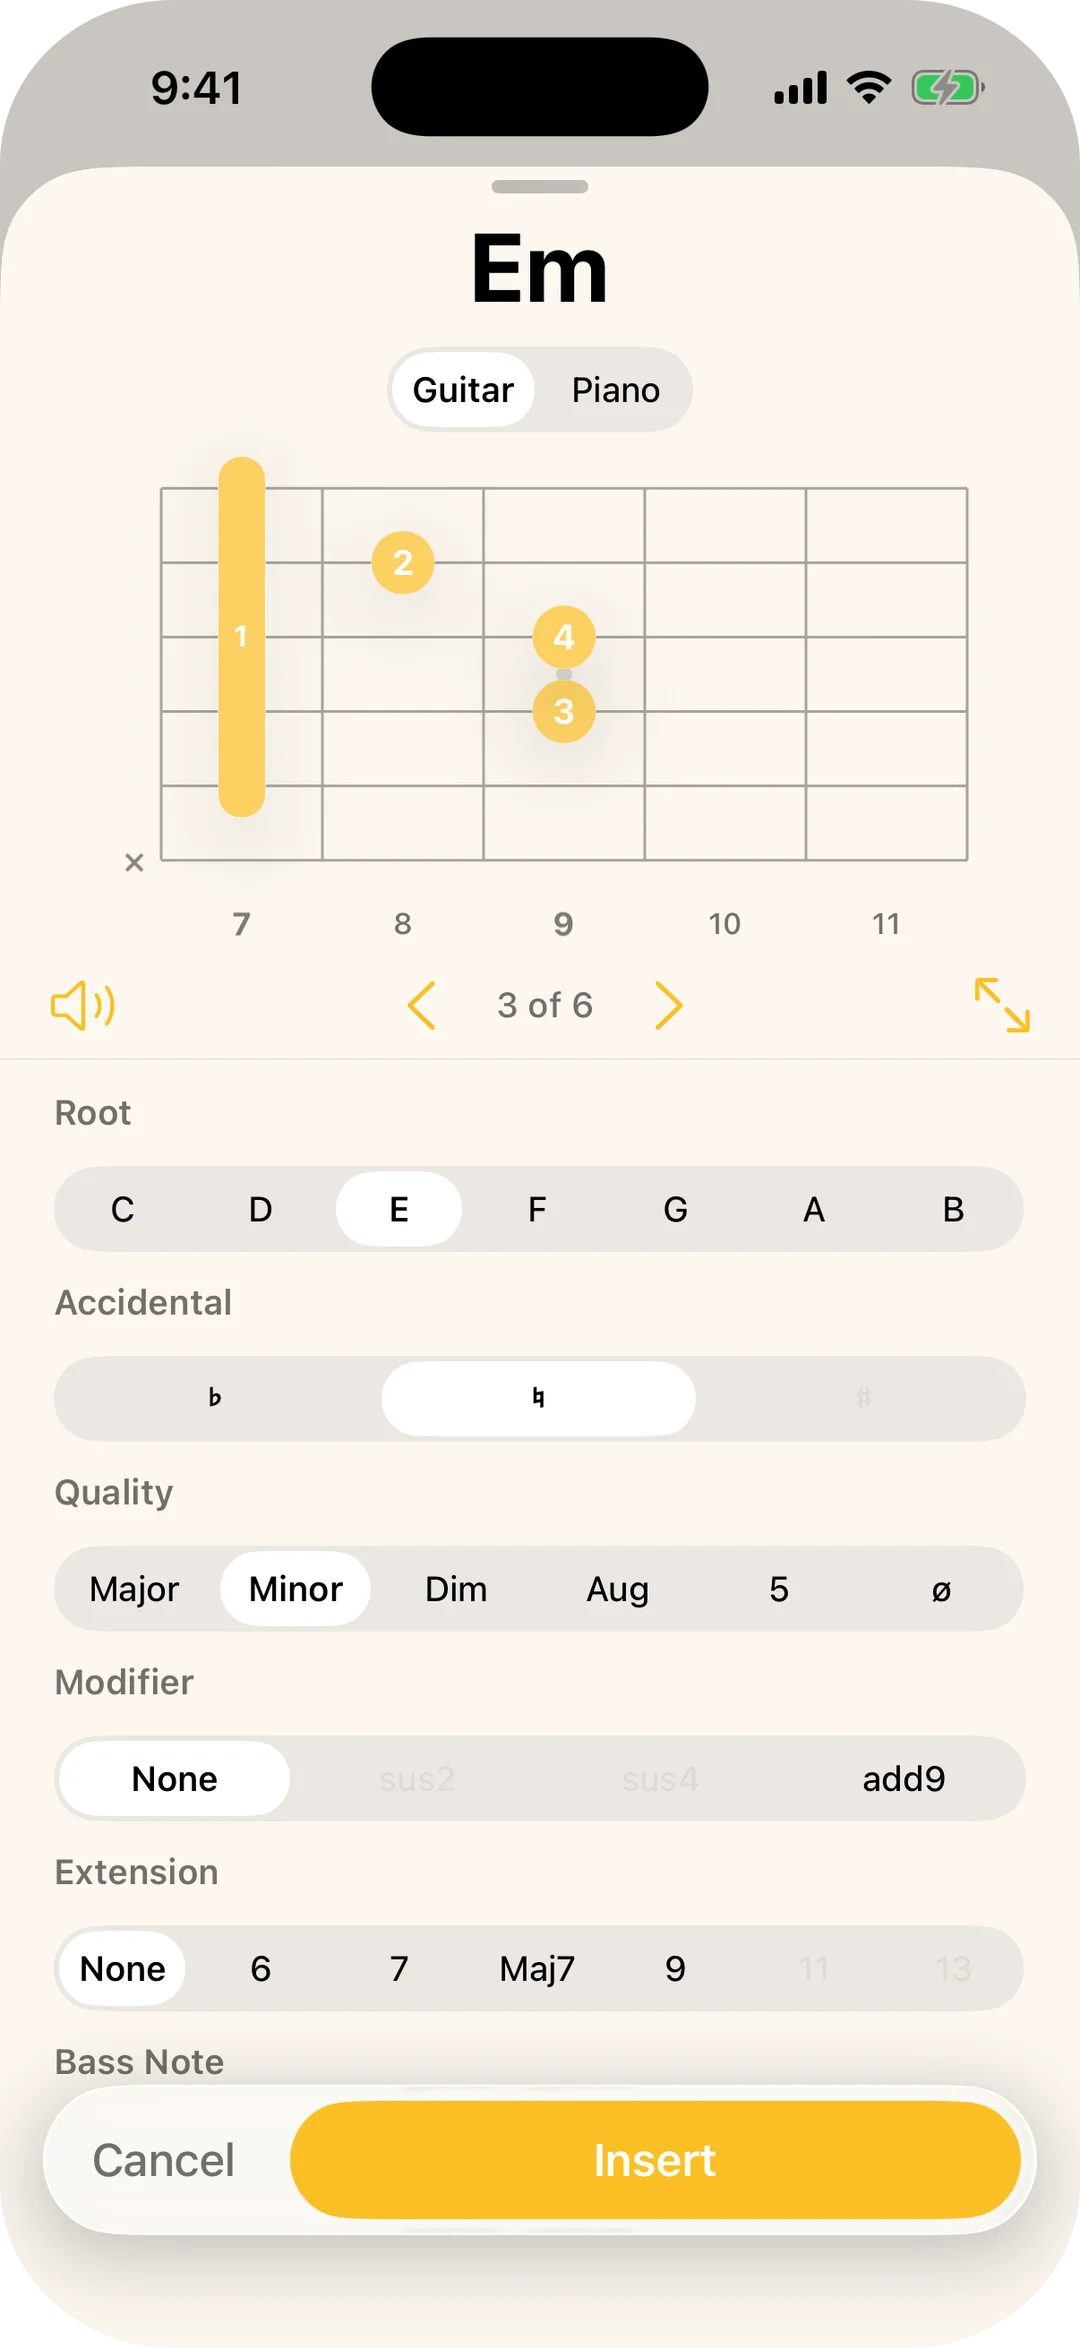 9:41
Em
Guitar Piano
2
1 4
3
×
7 8 9 10 11
3 of 6
Root
C D E F G A B
Accidental
♭ ♮ ♯
Quality
Major Minor Dim Aug 5 ø
Modifier
None sus2 sus4 add9
Extension
None 6 7 Maj7 9 11 13
Bass Note
Cancel Insert